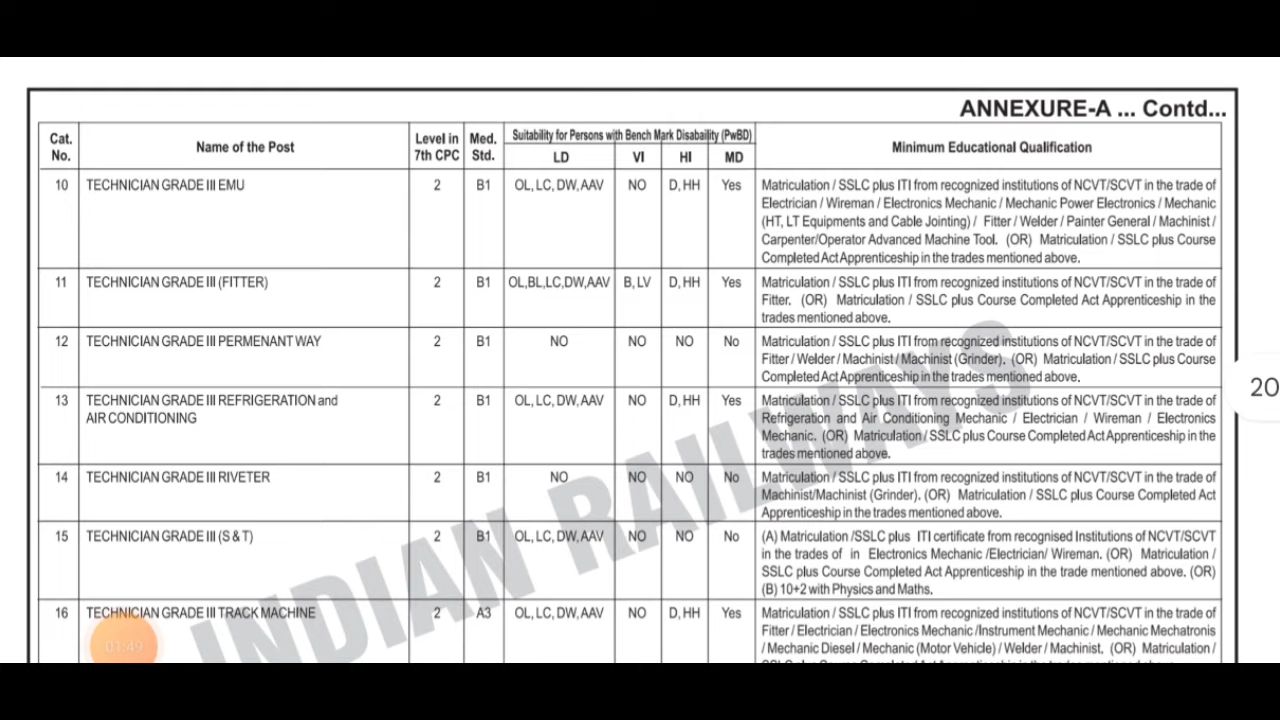 ANNEXURE-A ... Contd...
Cat. No.
Name of the Post
Level in 7th CPC
Med. Std.
Suitability for Persons with Bench Mark Disabaility (PwBD)
LD VI HI MD
Minimum Educational Qualification
10 TECHNICIAN GRADE III EMU 2 B1 OL, LC, DW, AAV NO D, HH Yes Matriculation / SSLC plus ITI from recognized institutions of NCVT/SCVT in the trade of
Electrician / Wireman / Electronics Mechanic / Mechanic Power Electronics / Mechanic
(HT, LT Equipments and Cable Jointing) / Fitter / Welder / Painter General / Machinist /
Carpenter/Operator Advanced Machine Tool. (OR) Matriculation / SSLC plus Course
Completed Act Apprenticeship in the trades mentioned above.
11 TECHNICIAN GRADE III (FITTER) 2 B1 OL,BL,LC,DW,AAV B, LV D, HH Yes Matriculation / SSLC plus ITI from recognized institutions of NCVT/SCVT in the trade of
Fitter. (OR) Matriculation / SSLC plus Course Completed Act Apprenticeship in the
trades mentioned above.
12 TECHNICIAN GRADE III PERMENANT WAY 2 B1 NO NO NO No Matriculation / SSLC plus ITI from recognized institutions of NCVT/SCVT in the trade of
Fitter / Welder / Machinist/ Machinist (Grinder). (OR) Matriculation / SSLC plus Course
Completed Act Apprenticeship in the trades mentioned above.
13 TECHNICIAN GRADE III REFRIGERATION and 2 B1 OL, LC, DW, AAV NO D, HH Yes Matriculation / SSLC plus ITI from recognized institutions of NCVT/SCVT in the trade of
AIR CONDITIONING Refrigeration and Air Conditioning Mechanic / Electrician / Wireman / Electronics
Mechanic. (OR) Matriculation / SSLC plus Course Completed Act Apprenticeship in the
trades mentioned above.
14 TECHNICIAN GRADE III RIVETER 2 B1 NO NO NO No Matriculation / SSLC plus ITI from recognized institutions of NCVT/SCVT in the trade of
Machinist/Machinist (Grinder). (OR) Matriculation / SSLC plus Course Completed Act
Apprenticeship in the trades mentioned above.
15 TECHNICIAN GRADE III (S & T) 2 B1 OL, LC, DW, AAV NO NO No (A) Matriculation /SSLC plus ITI certificate from recognised Institutions of NCVT/SCVT
in the trades of in Electronics Mechanic /Electrician/ Wireman. (OR) Matriculation /
SSLC plus Course Completed Act Apprenticeship in the trade mentioned above. (OR)
(B) 10+2 with Physics and Maths.
16 TECHNICIAN GRADE III TRACK MACHINE 2 A3 OL, LC, DW, AAV NO D, HH Yes Matriculation / SSLC plus ITI from recognized institutions of NCVT/SCVT in the trade of
Fitter / Electrician / Electronics Mechanic /Instrument Mechanic / Mechanic Mechatronis
/ Mechanic Diesel / Mechanic (Motor Vehicle) / Welder / Machinist. (OR) Matriculation /
INDIAN RAILWAYS
20
01:49